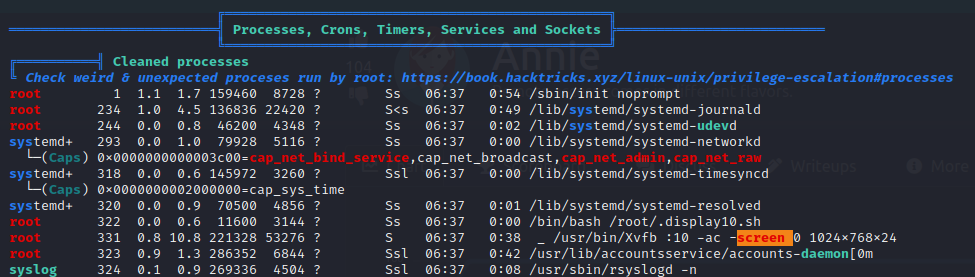 Processes, Crons, Timers, Services and Sockets
Cleaned processes
Check weird & unexpected proceses run by root: https://book.hacktricks.xyz/linux-unix/privilege-escalation#processes
root 1 1.1 1.7 159460 8728 ? Ss 06:37 0:54 /sbin/init noprompt
root 234 1.0 4.5 136836 22420 ? S<s 06:37 0:49 /lib/systemd/systemd-journald
root 244 0.0 0.8 46200 4348 ? Ss 06:37 0:02 /lib/systemd/systemd-udevd
systemd+ 293 0.0 1.0 79928 5116 ? Ss 06:37 0:00 /lib/systemd/systemd-networkd
└─(Caps) 0×0000000000003c00=cap_net_bind_service,cap_net_broadcast,cap_net_admin,cap_net_raw
systemd+ 318 0.0 0.6 145972 3260 ? Ssl 06:37 0:00 /lib/systemd/systemd-timesyncd
└─(Caps) 0×0000000002000000=cap_sys_time
systemd+ 320 0.0 0.9 70500 4856 ? Ss 06:37 0:01 /lib/systemd/systemd-resolved
root 322 0.0 0.6 11600 3144 ? Ss 06:37 0:00 /bin/bash /root/.display10.sh
root 331 0.8 10.8 221328 53276 ? S 06:37 0:38 _ /usr/bin/Xvfb :10 -ac -screen 0 1024×768×24
root 323 0.9 1.3 286352 6844 ? Ssl 06:37 0:42 /usr/lib/accountsservice/accounts-daemon[0m
syslog 324 0.1 0.9 269336 4504 ? Ssl 06:37 0:08 /usr/sbin/rsyslogd -n
104
Annie
Writeups
More